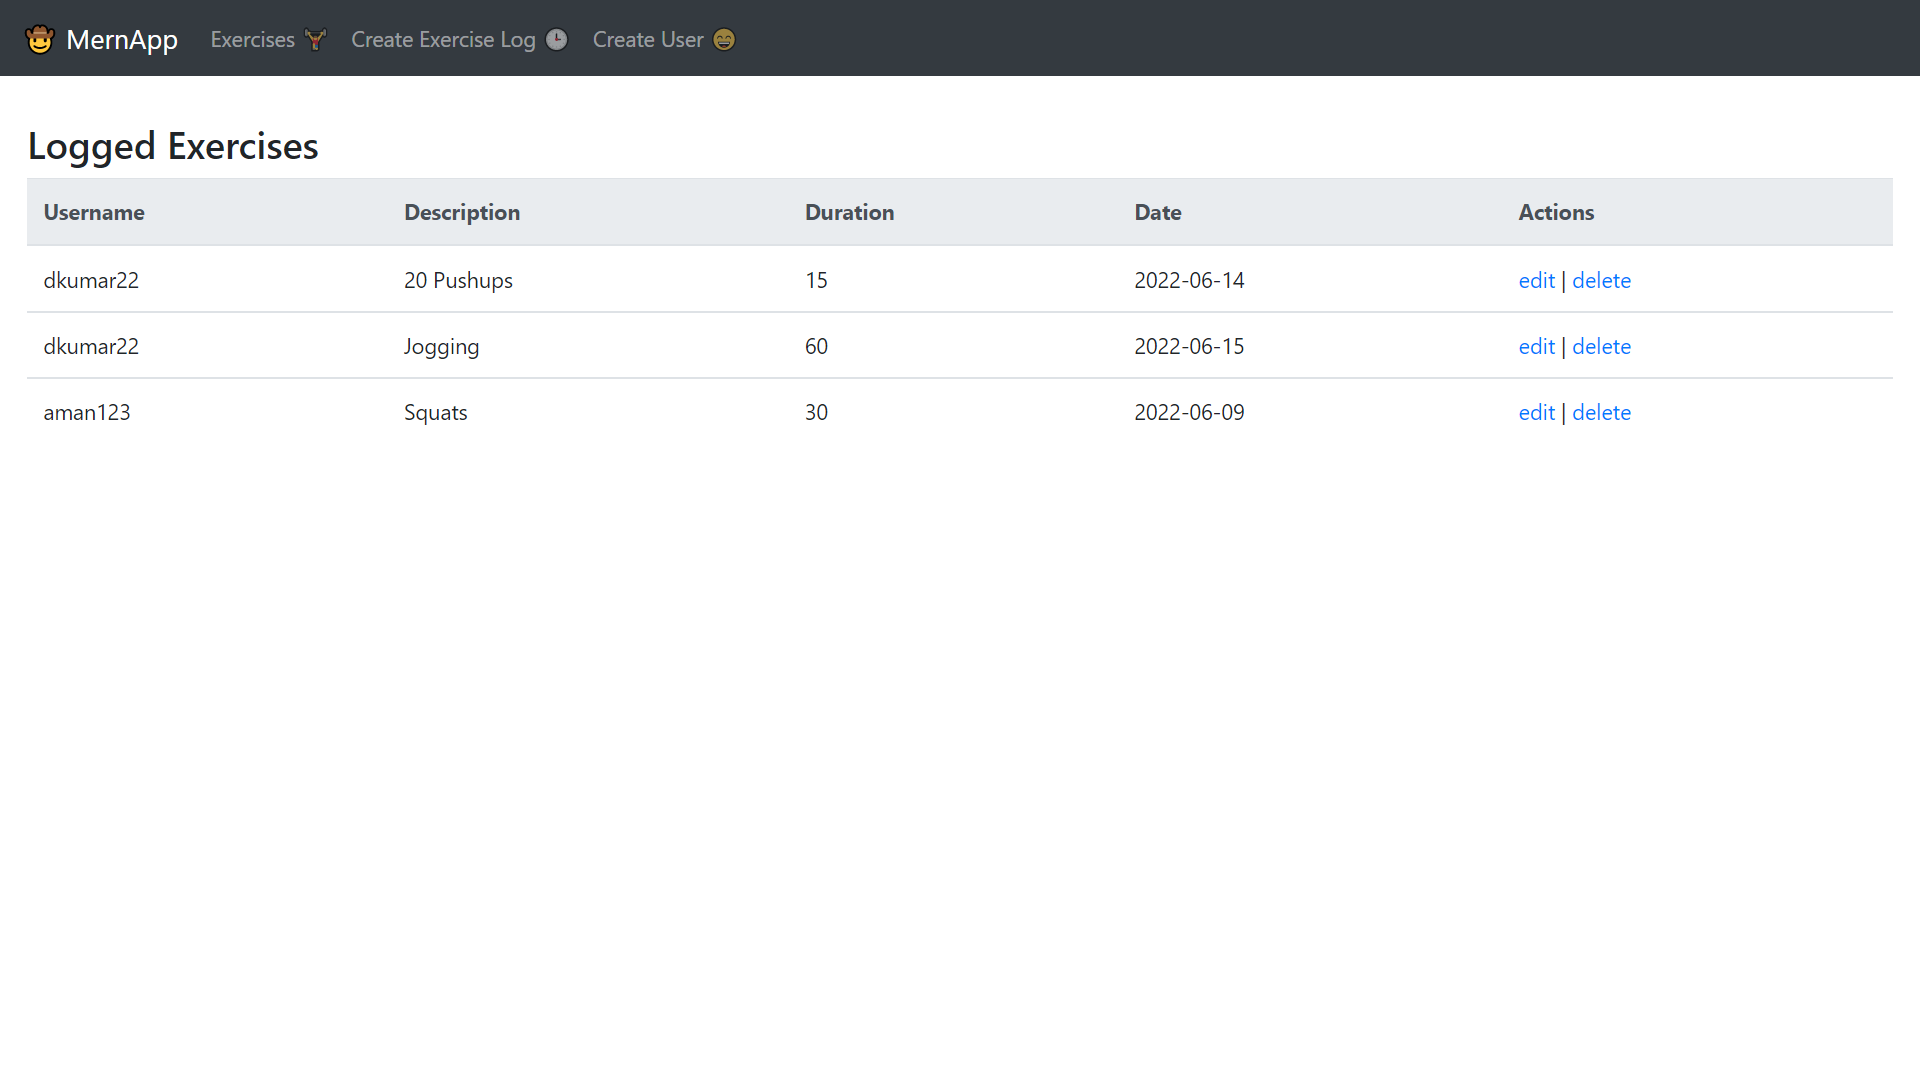 🤠 MernApp Exercises 🏋 Create Exercise Log 🕒 Create User 😄
Logged Exercises
Username Description Duration Date Actions
dkumar22 20 Pushups 15 2022-06-14 edit | delete
dkumar22 Jogging 60 2022-06-15 edit | delete
aman123 Squats 30 2022-06-09 edit | delete